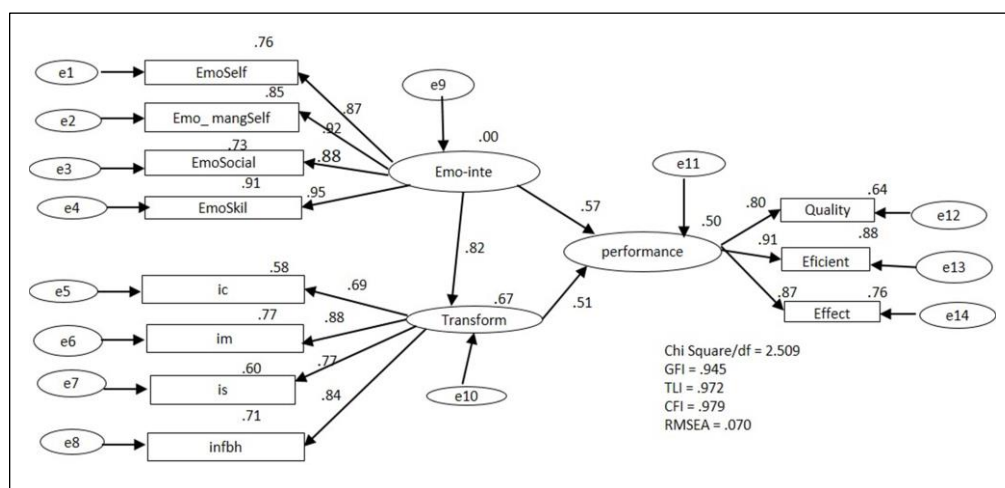 .76
e1
EmoSelf
.87
.85
e2
Emo_ mangSelf
.92
.73
e3
EmoSocial
.88
.91
e4
EmoSkil
.95
e9
.00
Emo-inte
.82
.57
e11
.50
performance
.51
.58
e5
ic
.69
.77
e6
im
.88
.60
e7
is
.77
.71
e8
infbh
.84
.67
Transform
e10
.80
.64
Quality
e12
.91
.88
Eficient
e13
.87
.76
Effect
e14
Chi Square/df = 2.509
GFI = .945
TLI = .972
CFI = .979
RMSEA = .070